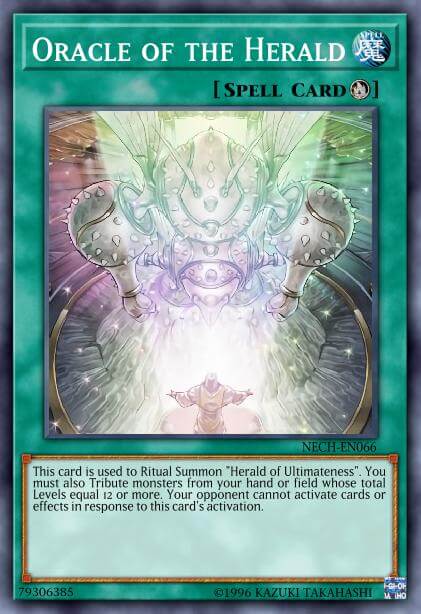 Oracle of the Herald
SPELL
魔
[Spell Card]
NECH-EN066
This card is used to Ritual Summon "Herald of Ultimateness". You
must also Tribute monsters from your hand or field whose total
Levels equal 12 or more. Your opponent cannot activate cards or
effects in response to this card's activation.
79306385
©1996 KAZUKI TAKAHASHI